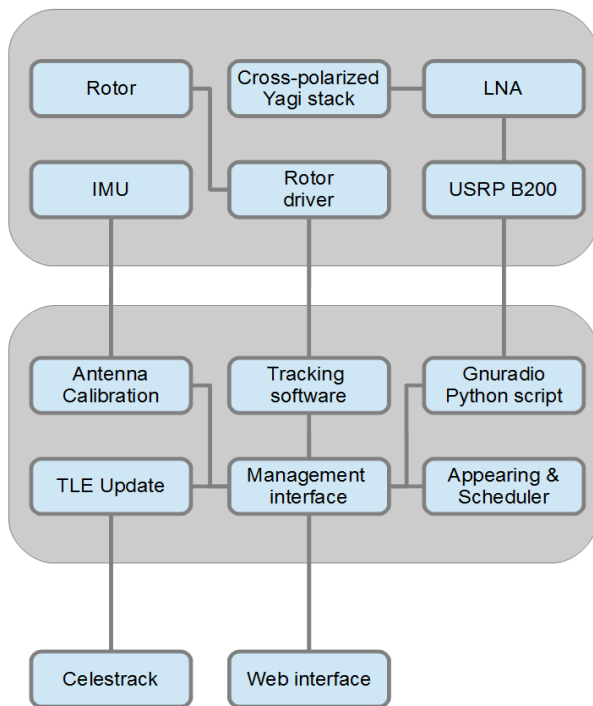 Rotor
Cross-polarized
Yagi stack
LNA
IMU
Rotor
driver
USRP B200
Antenna
Calibration
Tracking
software
Gnuradio
Python script
TLE Update
Management
interface
Appearing &
Scheduler
Celestrack
Web interface